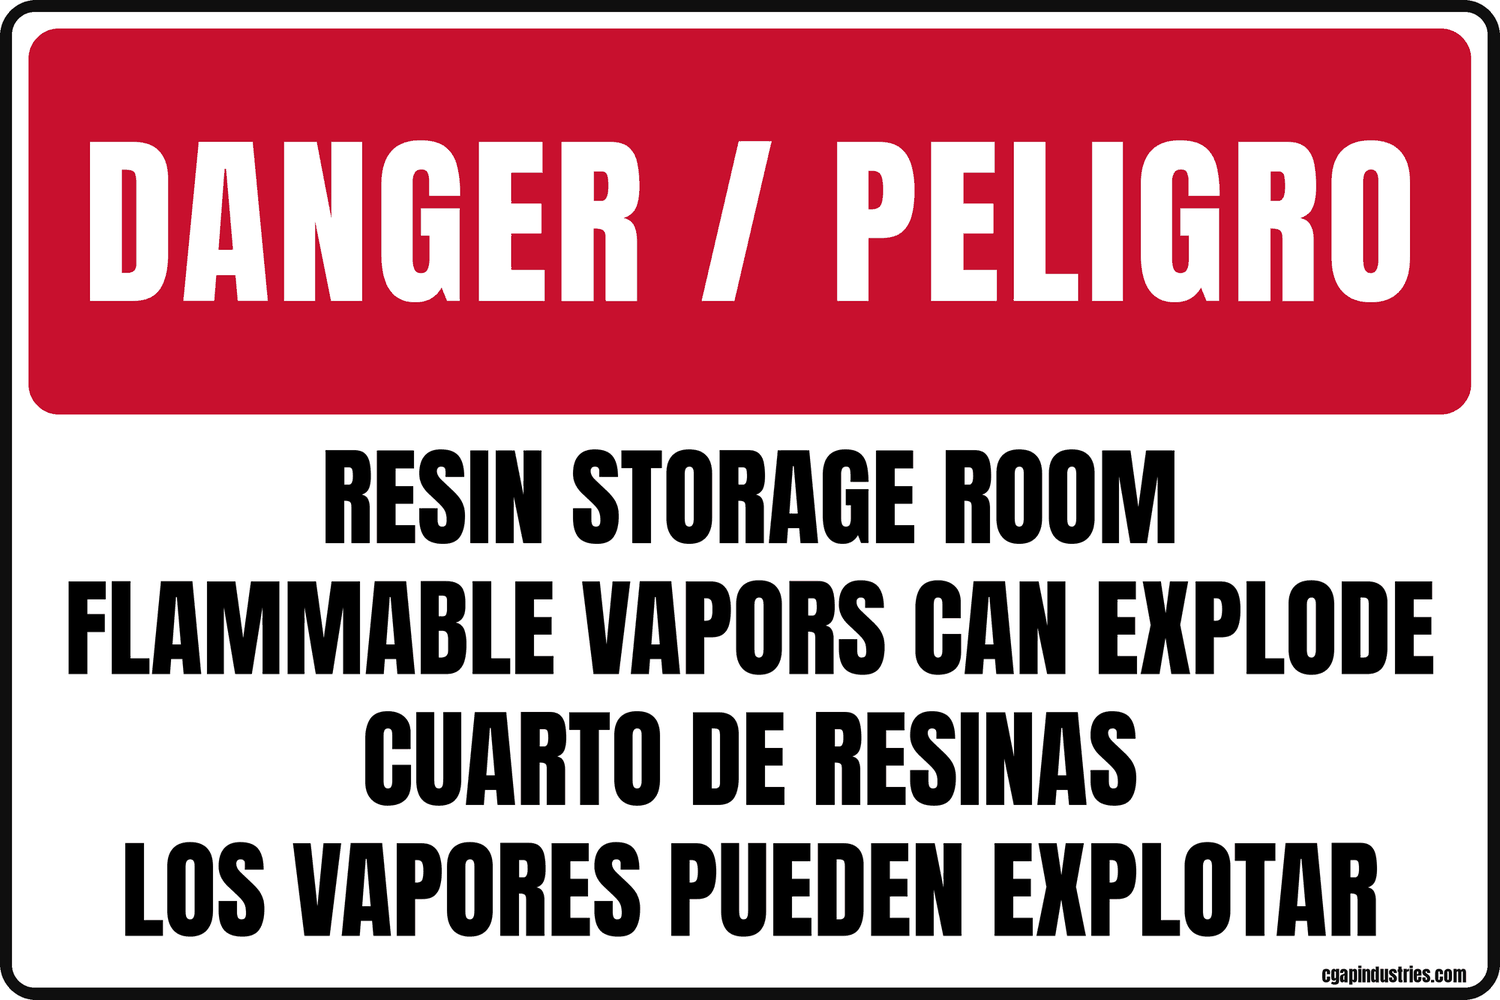 DANGER / PELIGRO
RESIN STORAGE ROOM
FLAMMABLE VAPORS CAN EXPLODE
CUARTO DE RESINAS
LOS VAPORES PUEDEN EXPLOTAR
cgapindustries.com